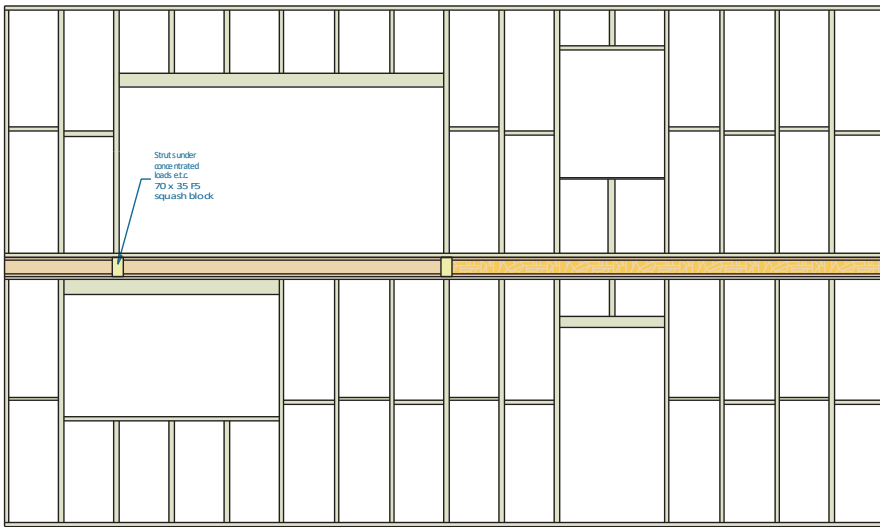 Struts under
concentrated
loads e.t.c.
70 x 35 F5
squash block